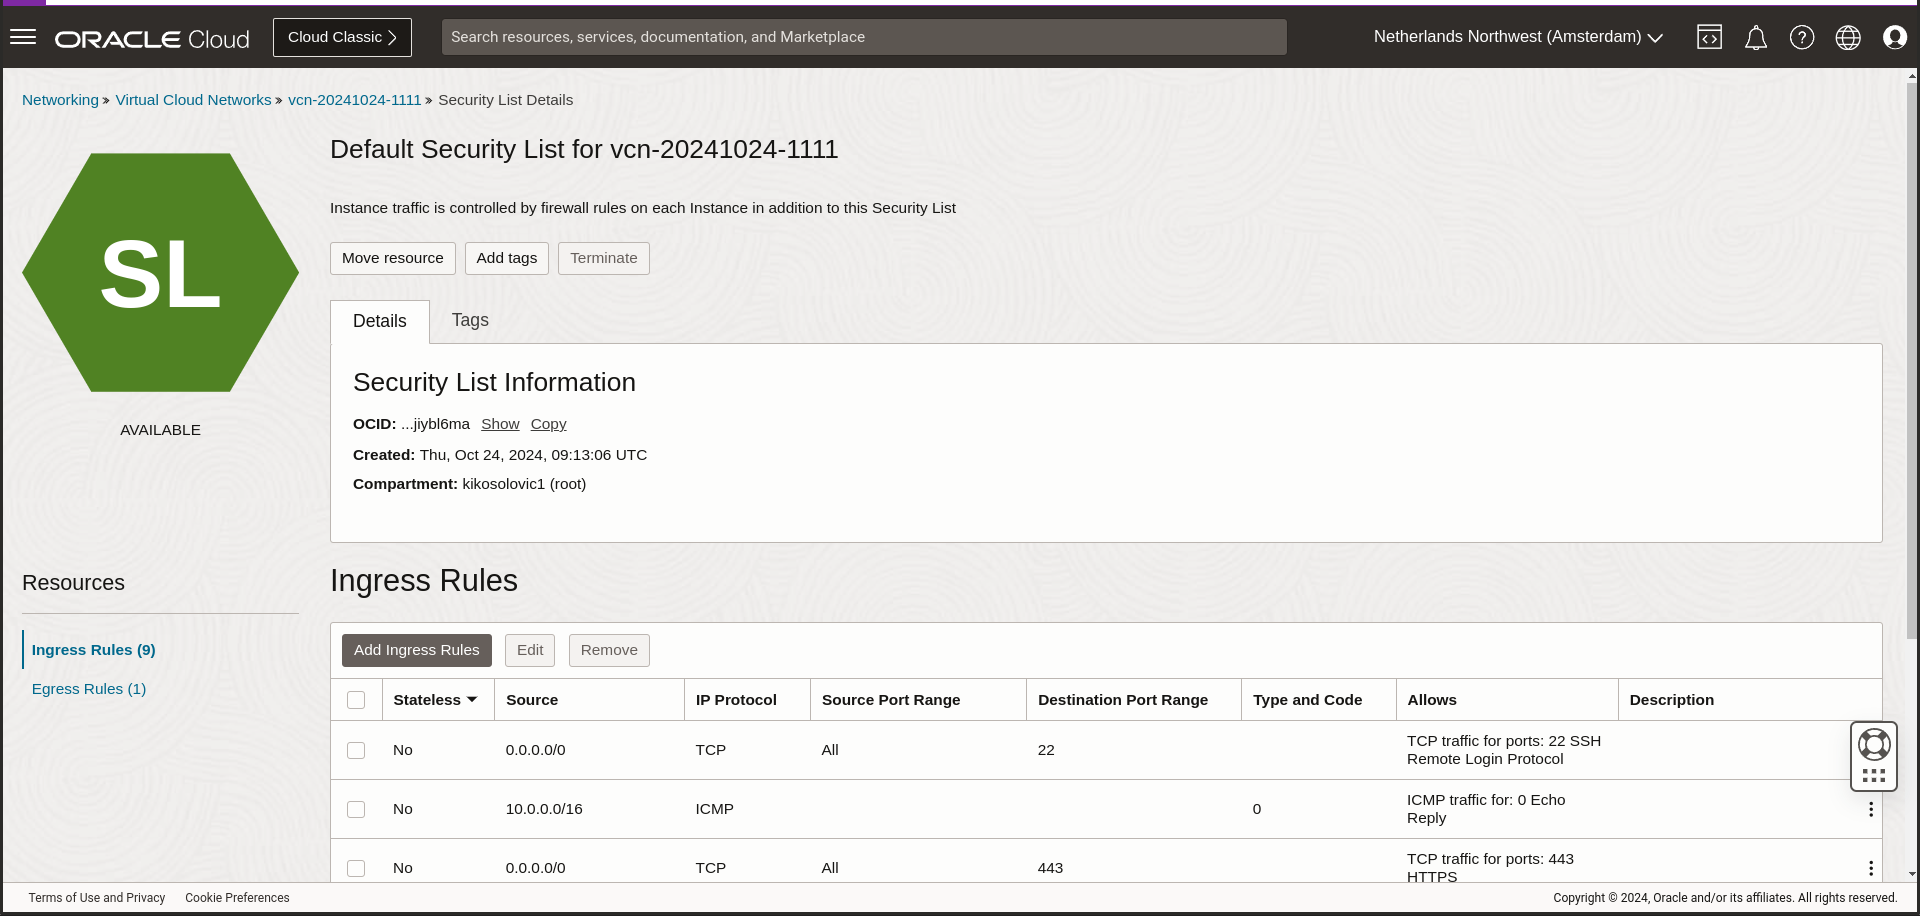 ORACLE Cloud
Cloud Classic
Search resources, services, documentation, and Marketplace
Netherlands Northwest (Amsterdam)
Networking » Virtual Cloud Networks » vcn-20241024-1111 » Security List Details
SL
AVAILABLE
Default Security List for vcn-20241024-1111
Instance traffic is controlled by firewall rules on each Instance in addition to this Security List
Move resource Add tags Terminate
Details Tags
Security List Information
OCID: ...jiybl6ma Show Copy
Created: Thu, Oct 24, 2024, 09:13:06 UTC
Compartment: kikosolovic1 (root)
Resources
Ingress Rules (9)
Egress Rules (1)
Ingress Rules
Add Ingress Rules Edit Remove
Stateless Source IP Protocol Source Port Range Destination Port Range Type and Code Allows Description
No 0.0.0.0/0 TCP All 22 TCP traffic for ports: 22 SSH
Remote Login Protocol
No 10.0.0.0/16 ICMP 0 ICMP traffic for: 0 Echo
Reply
No 0.0.0.0/0 TCP All 443 TCP traffic for ports: 443
HTTPS
Terms of Use and Privacy Cookie Preferences
Copyright © 2024, Oracle and/or its affiliates. All rights reserved.